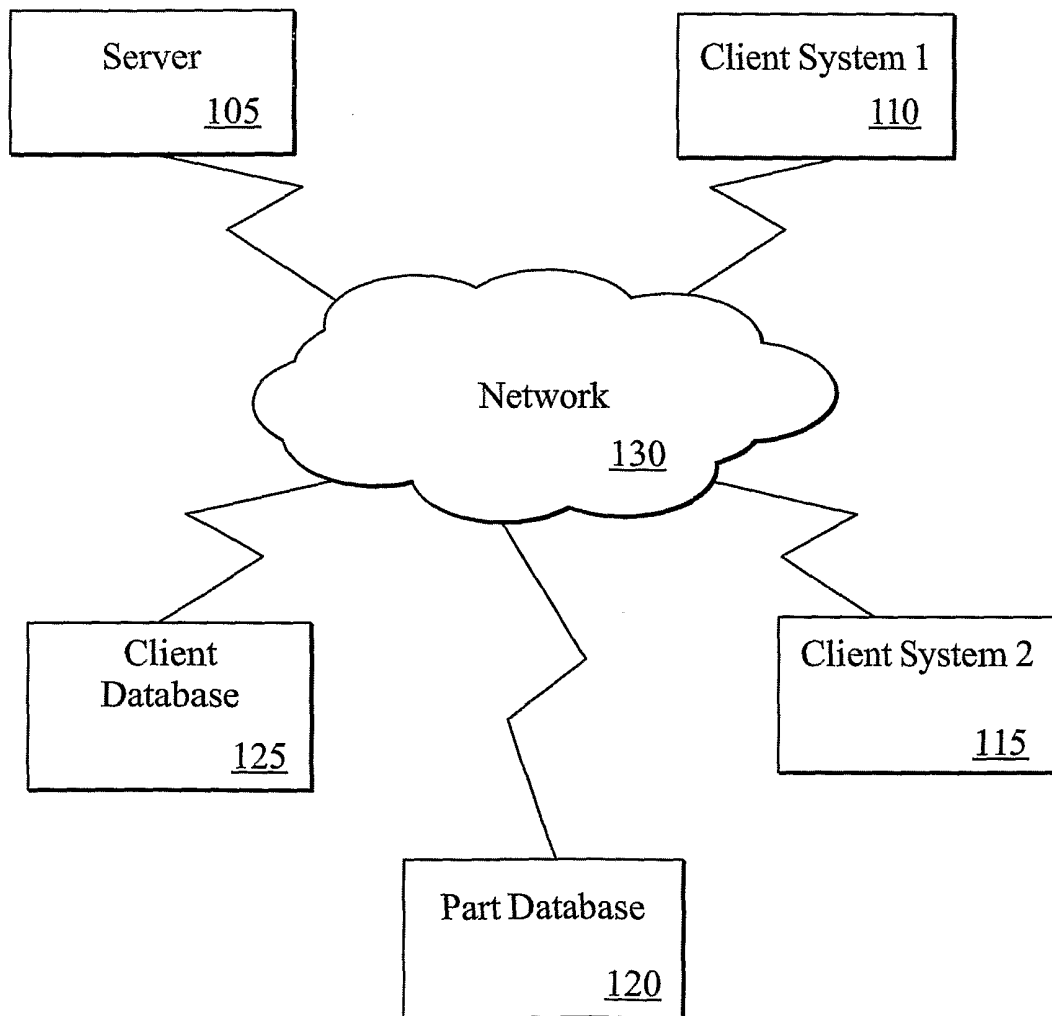 Server
105
Client System 1
110
Network
130
Client
Database
125
Client System 2
115
Part Database
120